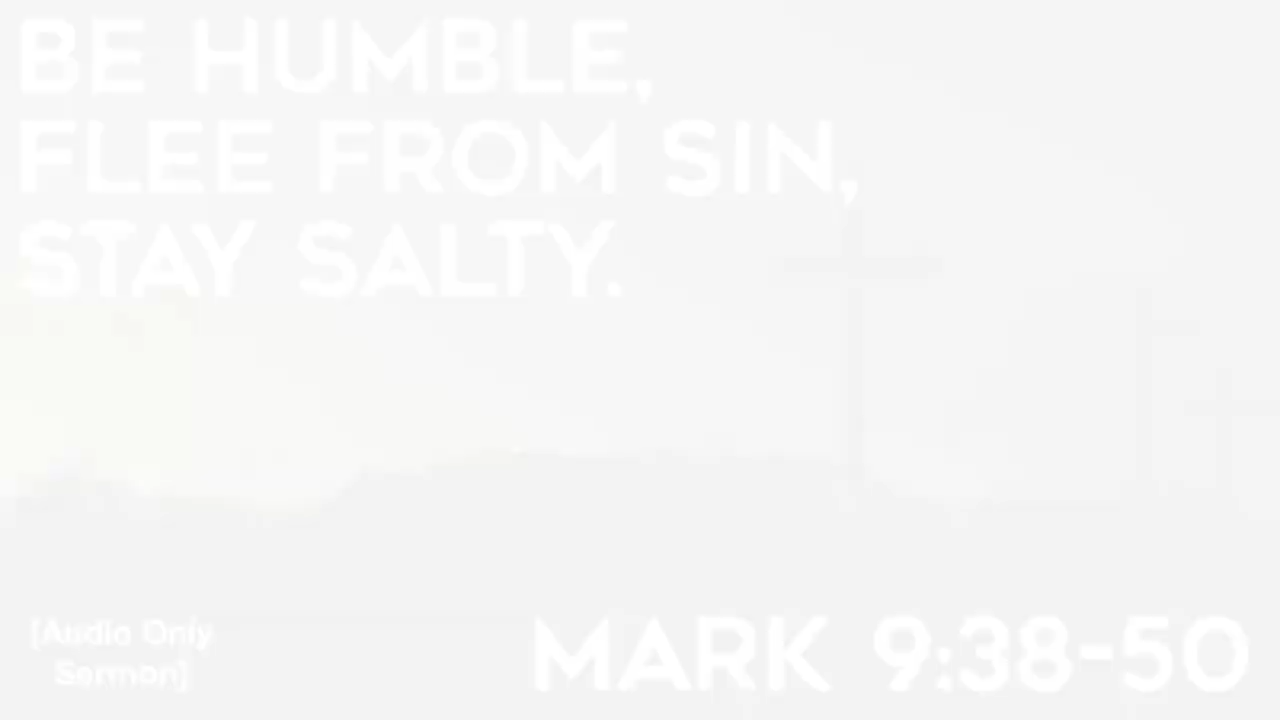 BE HUMBLE,
FLEE FROM SIN,
STAY SALTY.
[Audio Only
Sermon]
MARK 9:38-50